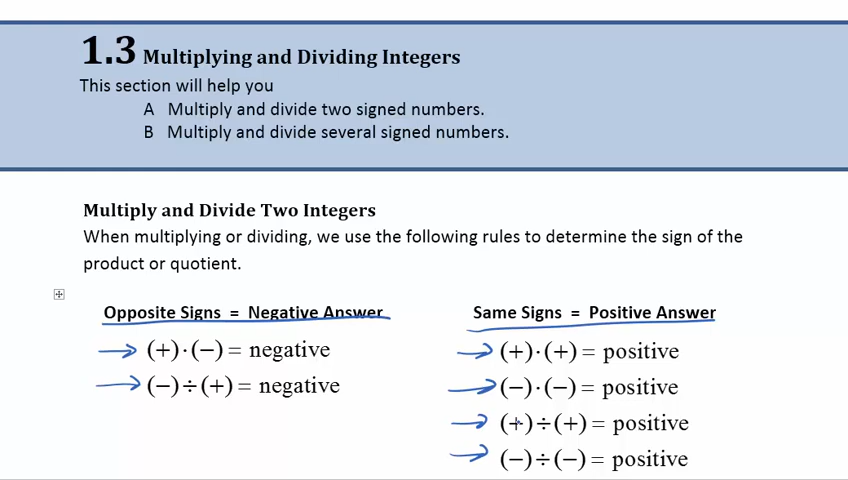 1.3 Multiplying and Dividing Integers
This section will help you
A Multiply and divide two signed numbers.
B Multiply and divide several signed numbers.
Multiply and Divide Two Integers
When multiplying or dividing, we use the following rules to determine the sign of the
product or quotient.
Opposite Signs = Negative Answer
(+)·(−) = negative
(−)÷(+) = negative
Same Signs = Positive Answer
(+)·(+) = positive
(−)·(−) = positive
(+)÷(+) = positive
(−)÷(−) = positive